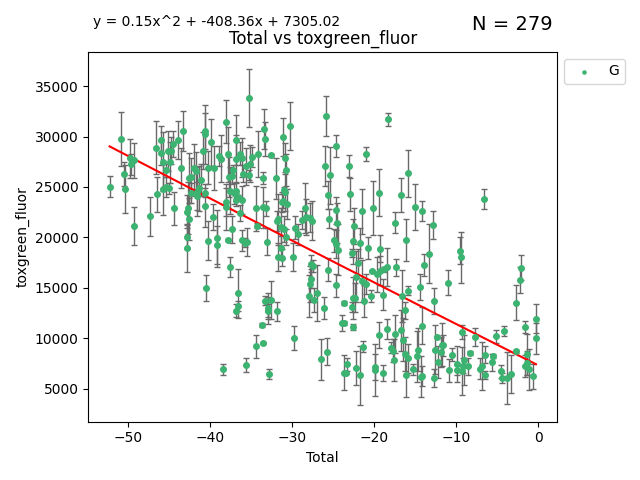 y = 0.15x^2 + -408.36x + 7305.02
N = 279
Total vs toxgreen_fluor
G
35000
30000
25000
20000
15000
10000
5000
toxgreen_fluor
−50
−40
−30
−20
−10
0
Total